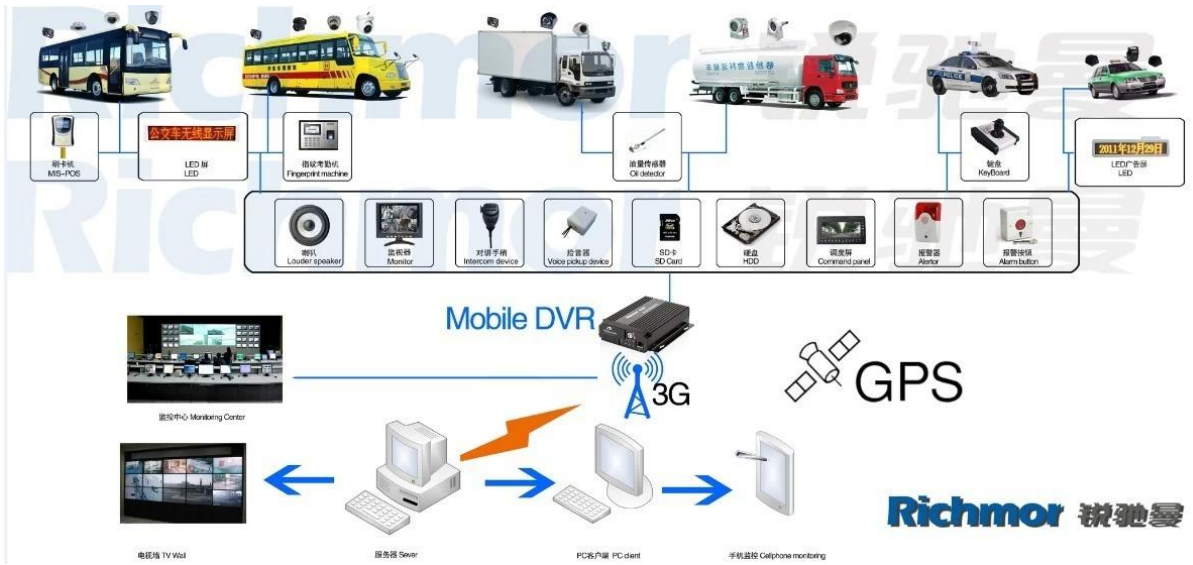 Richmor 锐驰曼
Richmor 锐驰曼
POLICE
刷卡机
MIS-POS
公交车无线显示屏
LED 屏
LED
指纹考勤机
Fingerprint machine
油量传感器
Oil detector
键盘
KeyBoard
2011年12月29日
LED广告屏
LED
喇叭
Louder speaker
监视器
Monitor
对讲手柄
Intercom device
拾音器
Voice pickup device
SD卡
SD Card
硬盘
HDD
调度屏
Command panel
报警器
Alertor
报警按钮
Alarm button
Mobile DVR
3G
GPS
监控中心 Monitoring Center
电视墙 TV Wall
服务器 Sever
PC客户端 PC client
手机监控 Cellphone monitoring
Richmor 锐驰曼